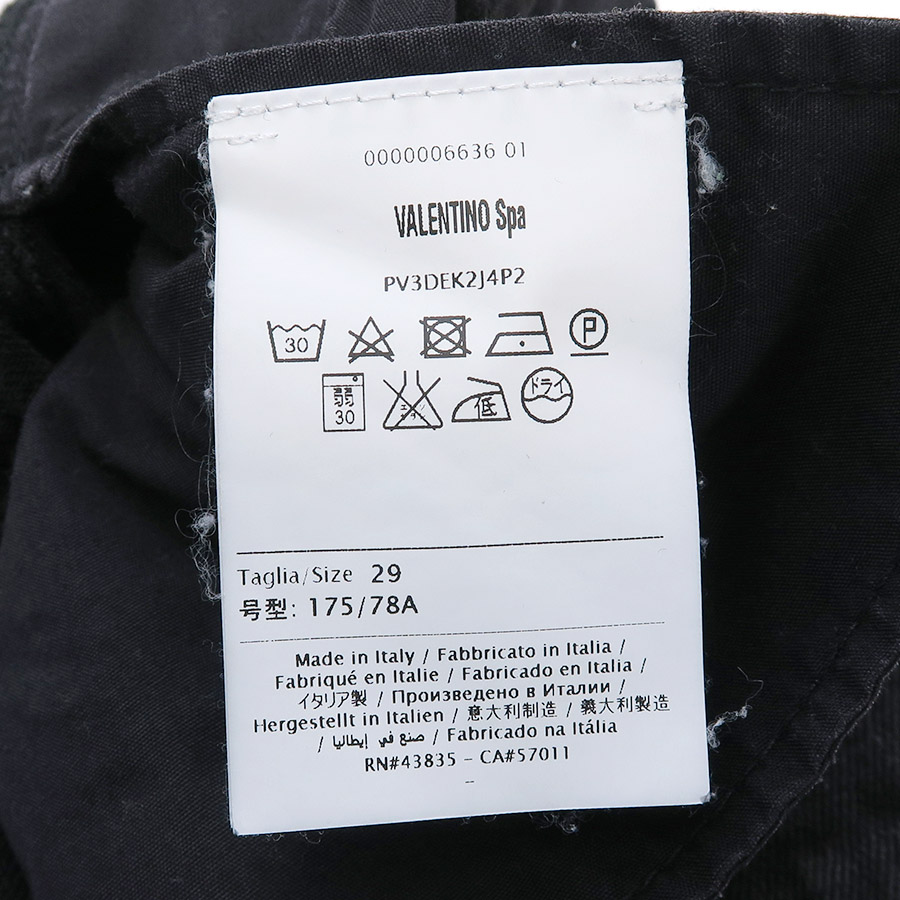 0000006636 01
VALENTINO Spa
PV3DEK2J4P2
30 P
弱 エンソ 低 ドライ
30
Taglia/Size 29
号型: 175/78A
Made in Italy / Fabbricato in Italia /
Fabriqué en Italie / Fabricado en Italia /
イタリア製 / Произведено в Италии /
Hergestellt in Italien / 意大利制造 / 義大利製造
/ صنع في إيطاليا / Fabricado na Itália
RN#43835 – CA#57011
–